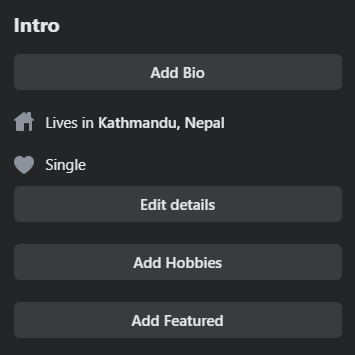 Intro
Add Bio
Lives in Kathmandu, Nepal
Single
Edit details
Add Hobbies
Add Featured